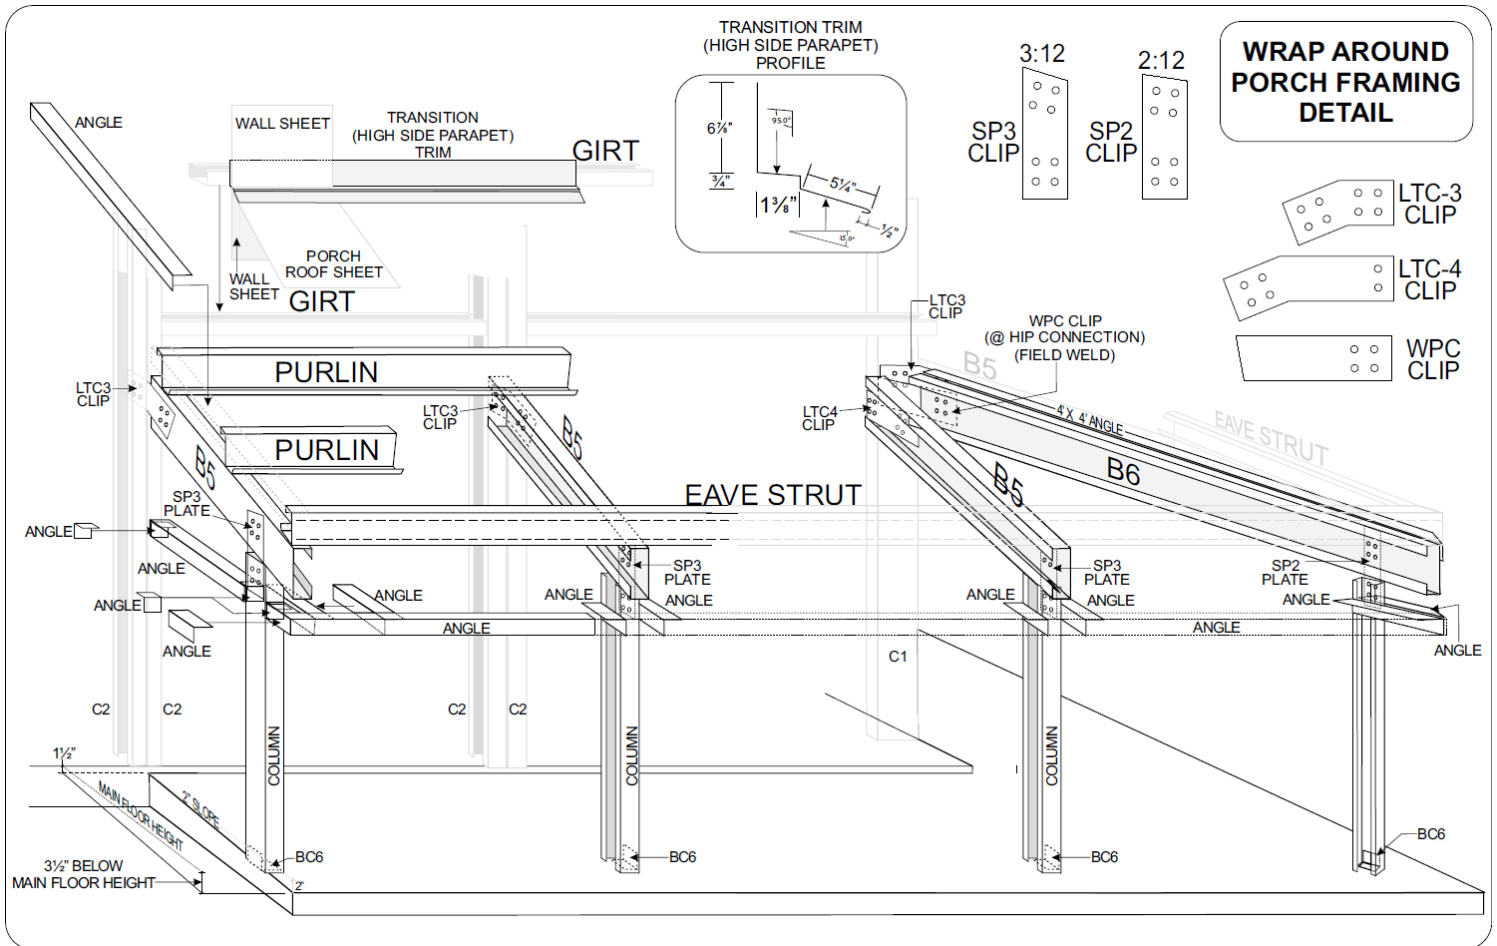 WRAP AROUND
PORCH FRAMING
DETAIL
TRANSITION TRIM
(HIGH SIDE PARAPET)
PROFILE
6⅞"
¾"
95.0°
1⅜"
5¼"
½"
15.0°
3:12
SP3
CLIP
2:12
SP2
CLIP
LTC-3
CLIP
LTC-4
CLIP
WPC
CLIP
ANGLE
WALL SHEET
TRANSITION
(HIGH SIDE PARAPET)
TRIM
GIRT
PORCH
ROOF SHEET
WALL
SHEET
GIRT
LTC3
CLIP
WPC CLIP
(@ HIP CONNECTION)
(FIELD WELD)
B5
PURLIN
LTC3
CLIP
LTC3
CLIP
B5
LTC4
CLIP
4' X 4' ANGLE
EAVE STRUT
PURLIN
B5
B5
B6
SP3
PLATE
EAVE STRUT
ANGLE
ANGLE
SP3
PLATE
SP3
PLATE
SP2
PLATE
ANGLE
ANGLE
ANGLE
ANGLE
ANGLE
ANGLE
ANGLE
ANGLE
ANGLE
ANGLE
ANGLE
C1
C2
C2
C2
C2
COLUMN
COLUMN
COLUMN
1½"
MAIN FLOOR HEIGHT
2" SLOPE
3½" BELOW
MAIN FLOOR HEIGHT
2"
BC6
BC6
BC6
BC6